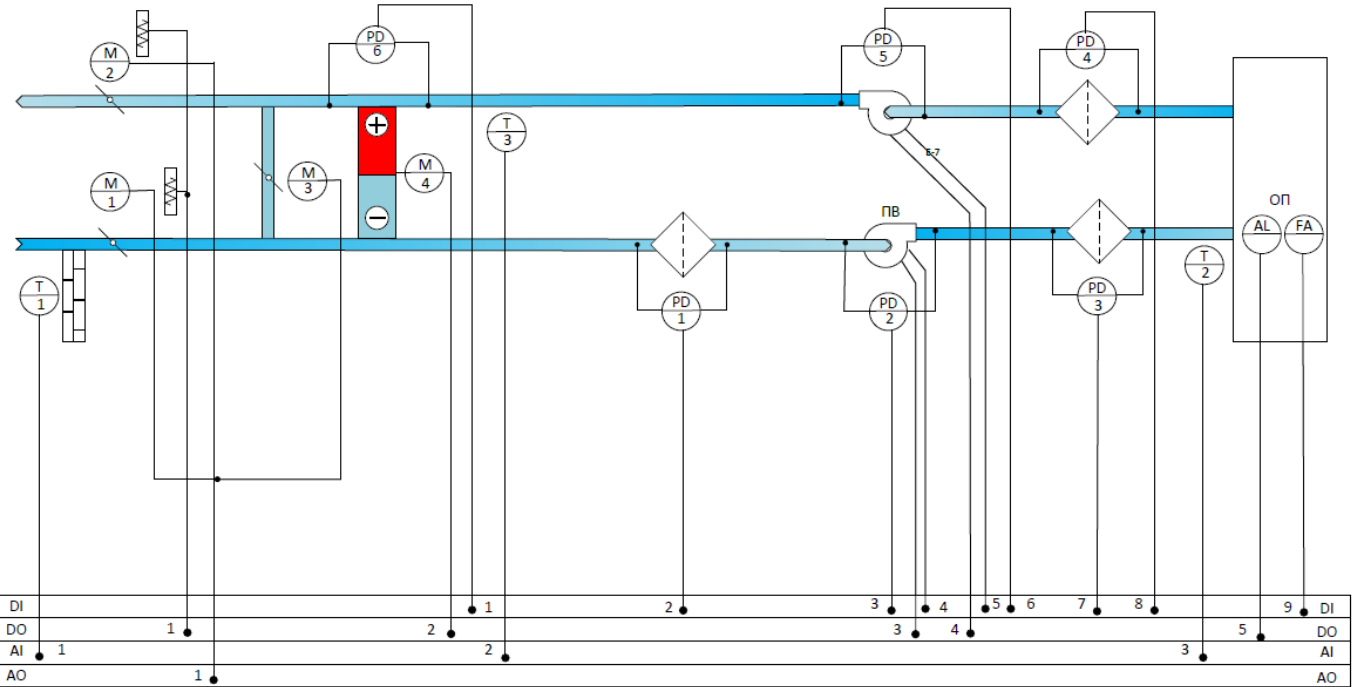 PD
6
PD
5
PD
4
M
2
T
3
M
1
M
3
M
4
Б-7
ПВ
ОП
AL
FA
T
2
T
1
PD
1
PD
2
PD
3
DI 1 2 3 4 5 6 7 8 9 DI
DO 1 2 3 4 5 DO
AI 1 2 3 AI
AO 1 AO